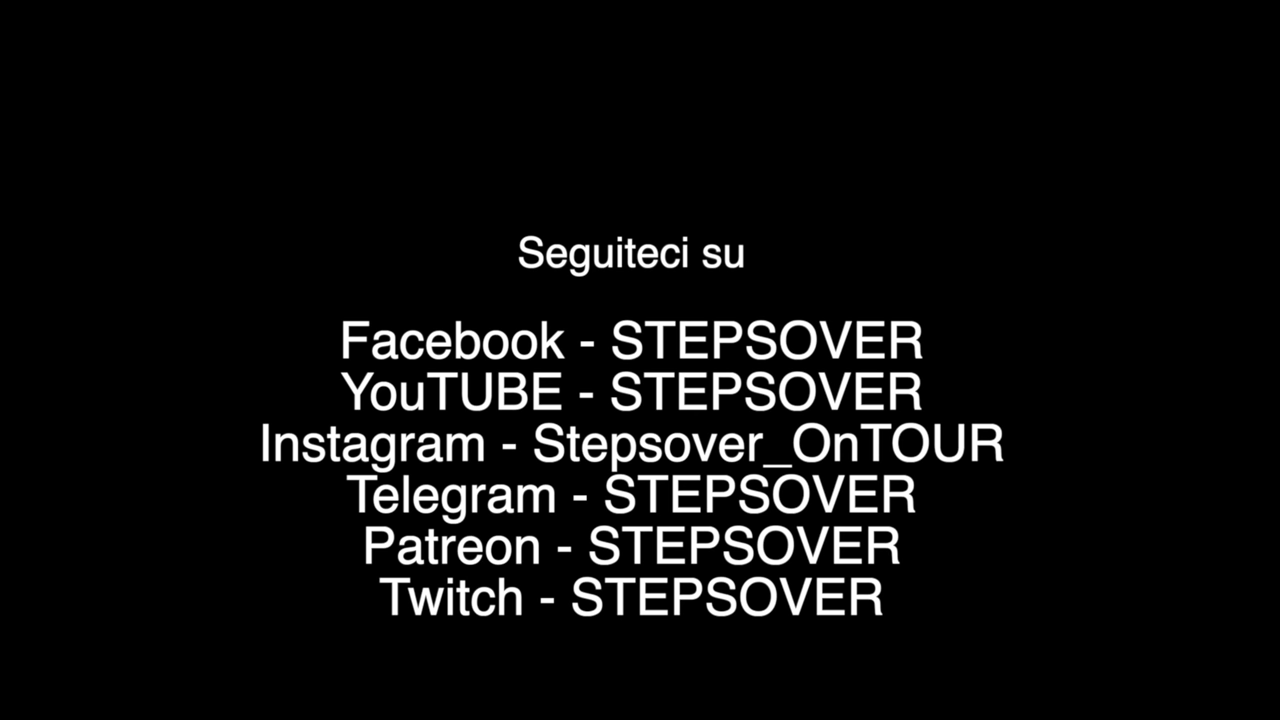 Seguiteci su
Facebook - STEPSOVER
YouTUBE - STEPSOVER
Instagram - Stepsover_OnTOUR
Telegram - STEPSOVER
Patreon - STEPSOVER
Twitch - STEPSOVER